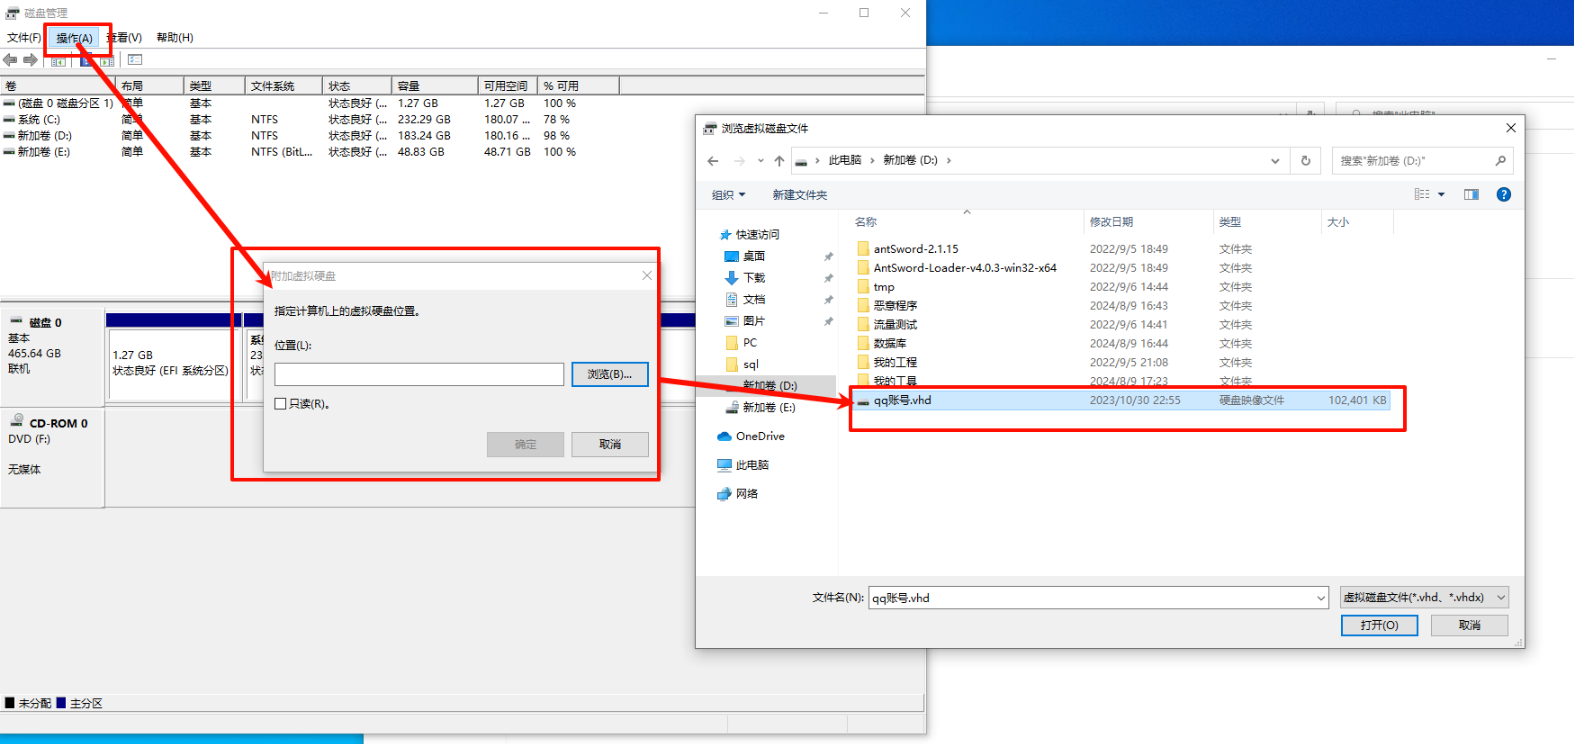 磁盘管理
文件(F) 操作(A) 查看(V) 帮助(H)
卷 布局 类型 文件系统 状态 容量 可用空间 % 可用
(磁盘 0 磁盘分区 1) 简单 基本 状态良好 (... 1.27 GB 1.27 GB 100 %
系统 (C:) 简单 基本 NTFS 状态良好 (... 232.29 GB 180.07 ... 78 %
新加卷 (D:) 简单 基本 NTFS 状态良好 (... 183.24 GB 180.16 ... 98 %
新加卷 (E:) 简单 基本 NTFS (BitL... 状态良好 (... 48.83 GB 48.71 GB 100 %
磁盘 0
基本
465.64 GB
联机
1.27 GB
状态良好 (EFI 系统分区)
系统
23
状
CD-ROM 0
DVD (F:)
无媒体
未分配 主分区
附加虚拟硬盘
指定计算机上的虚拟硬盘位置。
位置(L):
浏览(B)...
只读(R)。
确定 取消
搜索"此电脑"
浏览虚拟磁盘文件
此电脑 新加卷 (D:)
搜索"新加卷 (D:)"
组织 新建文件夹
快速访问
桌面
下载
文档
图片
PC
sql
新加卷 (D:)
新加卷 (E:)
OneDrive
此电脑
网络
名称 修改日期 类型 大小
antSword-2.1.15 2022/9/5 18:49 文件夹
AntSword-Loader-v4.0.3-win32-x64 2022/9/5 18:49 文件夹
tmp 2022/9/6 14:44 文件夹
恶意程序 2024/8/9 16:43 文件夹
流量测试 2022/9/6 14:41 文件夹
数据库 2024/8/9 16:44 文件夹
我的工程 2022/9/5 21:08 文件夹
我的工具 2024/8/9 17:23 文件夹
qq账号.vhd 2023/10/30 22:55 硬盘映像文件 102,401 KB
文件名(N): qq账号.vhd 虚拟磁盘文件(*.vhd、*.vhdx)
打开(O) 取消